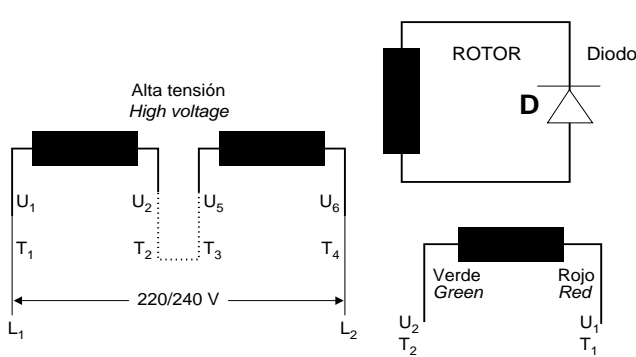 Alta tensión
High voltage
U₁ U₂ U₅ U₆
T₁ T₂ T₃ T₄
220/240 V
L₁ L₂
ROTOR Diodo
D
Verde Rojo
Green Red
U₂ U₁
T₂ T₁